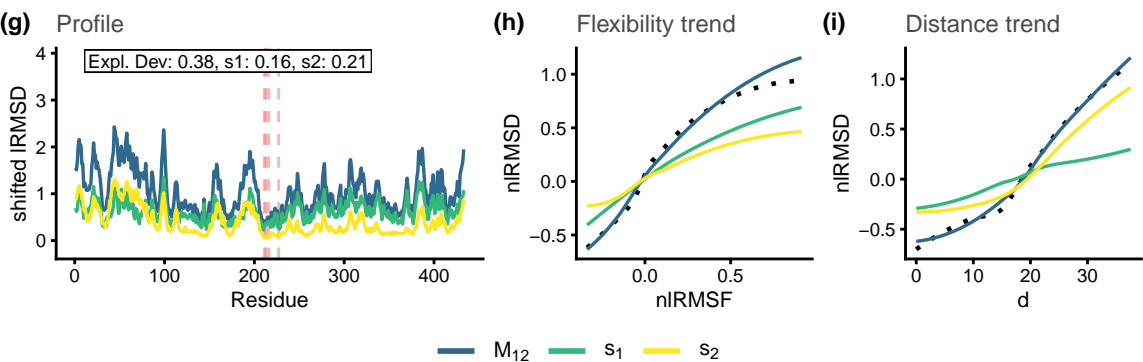 (g) Profile
Expl. Dev: 0.38, s1: 0.16, s2: 0.21
shifted lRMSD
4
3
2
1
0
0 100 200 300 400
Residue
(h) Flexibility trend
nlRMSD
1.0
0.5
0.0
−0.5
0.0 0.5
nlRMSF
(i) Distance trend
nlRMSD
1.0
0.5
0.0
−0.5
0 10 20 30
d
M12 s1 s2